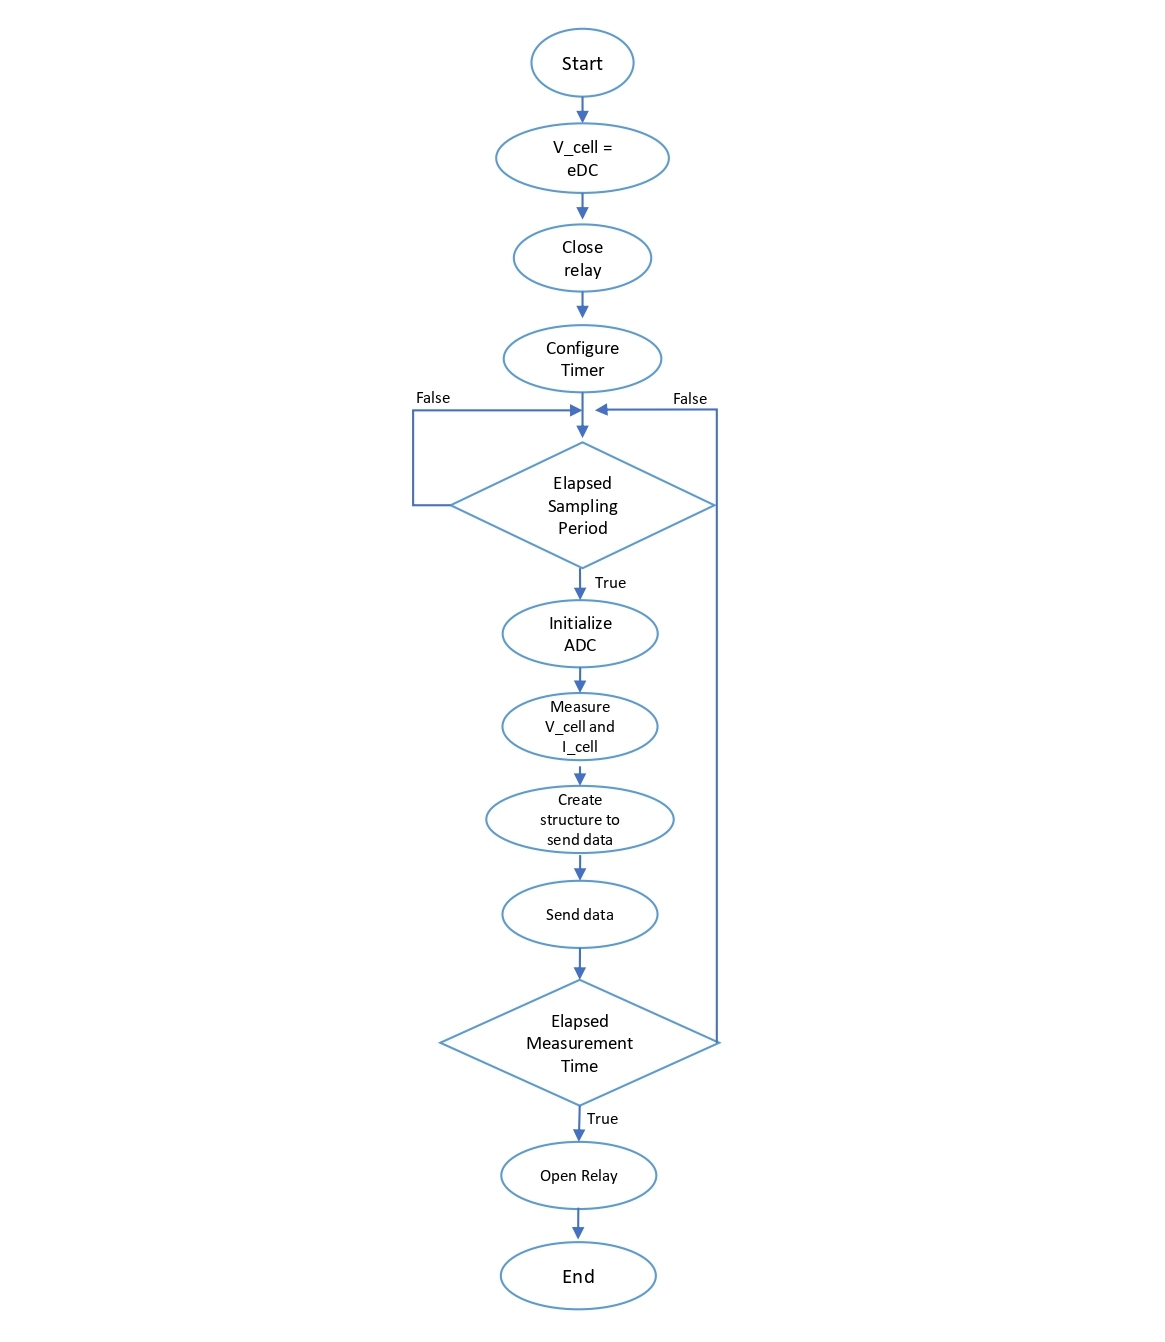 Start
V_cell =
eDC
Close
relay
Configure
Timer
False
False
Elapsed
Sampling
Period
True
Initialize
ADC
Measure
V_cell and
I_cell
Create
structure to
send data
Send data
Elapsed
Measurement
Time
True
Open Relay
End